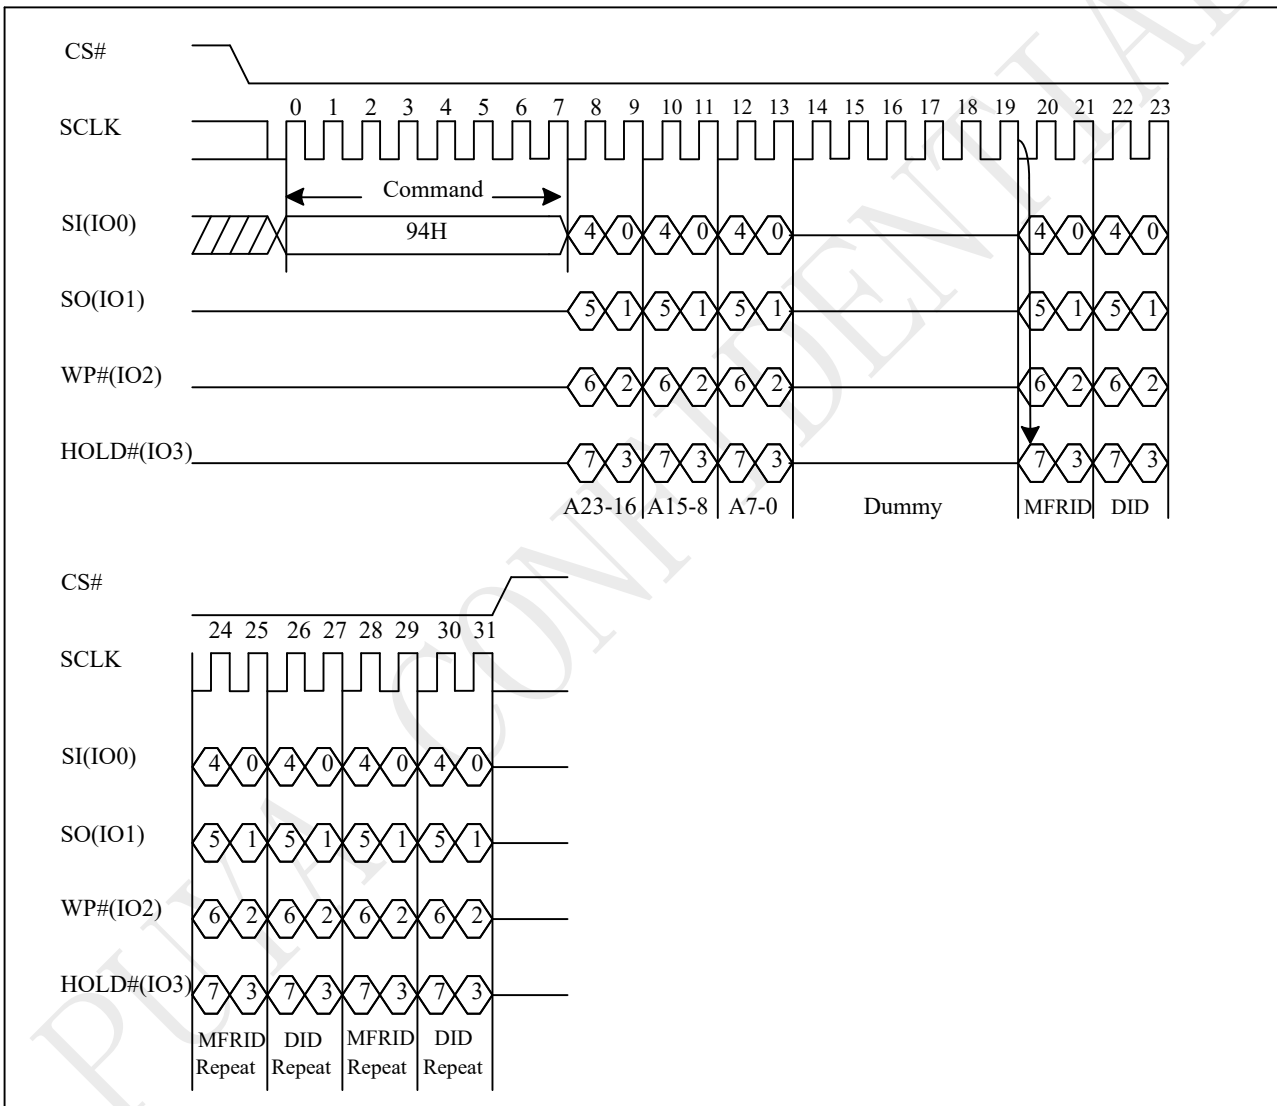 CS#
0 1 2 3 4 5 6 7 8 9 10 11 12 13 14 15 16 17 18 19 20 21 22 23
SCLK
Command
SI(IO0) 94H 4 0 4 0 4 0 4 0 4 0
SO(IO1) 5 1 5 1 5 1 5 1 5 1
WP#(IO2) 6 2 6 2 6 2 6 2 6 2
HOLD#(IO3) 7 3 7 3 7 3 7 3 7 3
A23-16 A15-8 A7-0 Dummy MFRID DID
CS#
24 25 26 27 28 29 30 31
SCLK
SI(IO0) 4 0 4 0 4 0 4 0
SO(IO1) 5 1 5 1 5 1 5 1
WP#(IO2) 6 2 6 2 6 2 6 2
HOLD#(IO3) 7 3 7 3 7 3 7 3
MFRID DID MFRID DID
Repeat Repeat Repeat Repeat
PUYA CONFIDENTIAL